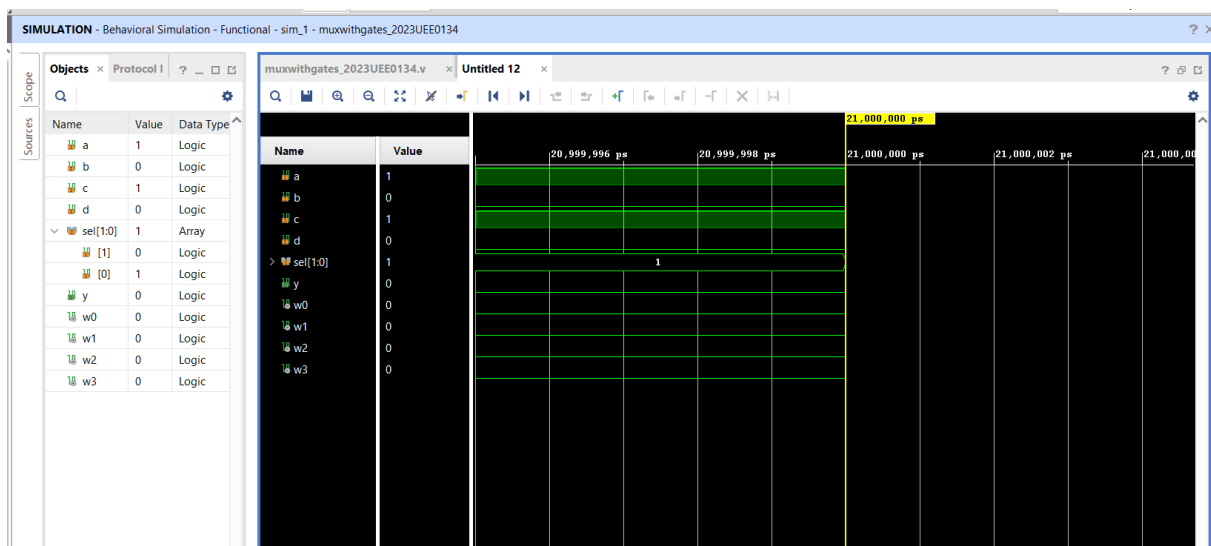 SIMULATION - Behavioral Simulation - Functional - sim_1 - muxwithgates_2023UEE0134
?
Scope
Sources
Objects × Protocol I ? _
Name Value Data Type
a 1 Logic
b 0 Logic
c 1 Logic
d 0 Logic
sel[1:0] 1 Array
[1] 0 Logic
[0] 1 Logic
y 0 Logic
w0 0 Logic
w1 0 Logic
w2 0 Logic
w3 0 Logic
muxwithgates_2023UEE0134.v × Untitled 12 × ?
21,000,000 ps
Name Value
20,999,996 ps 20,999,998 ps 21,000,000 ps 21,000,002 ps 21,000,00
a 1
b 0
c 1
d 0
sel[1:0] 1 1
y 0
w0 0
w1 0
w2 0
w3 0